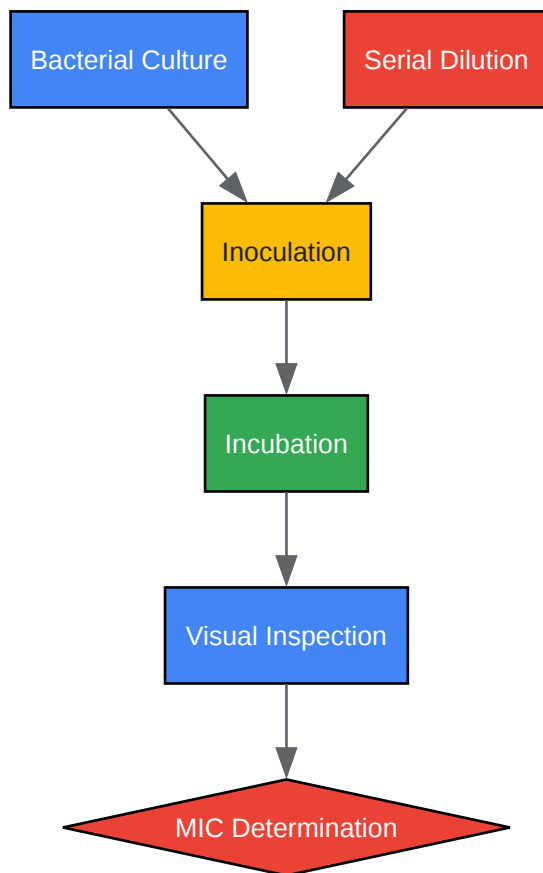 Bacterial Culture
Serial Dilution
Inoculation
Incubation
Visual Inspection
MIC Determination